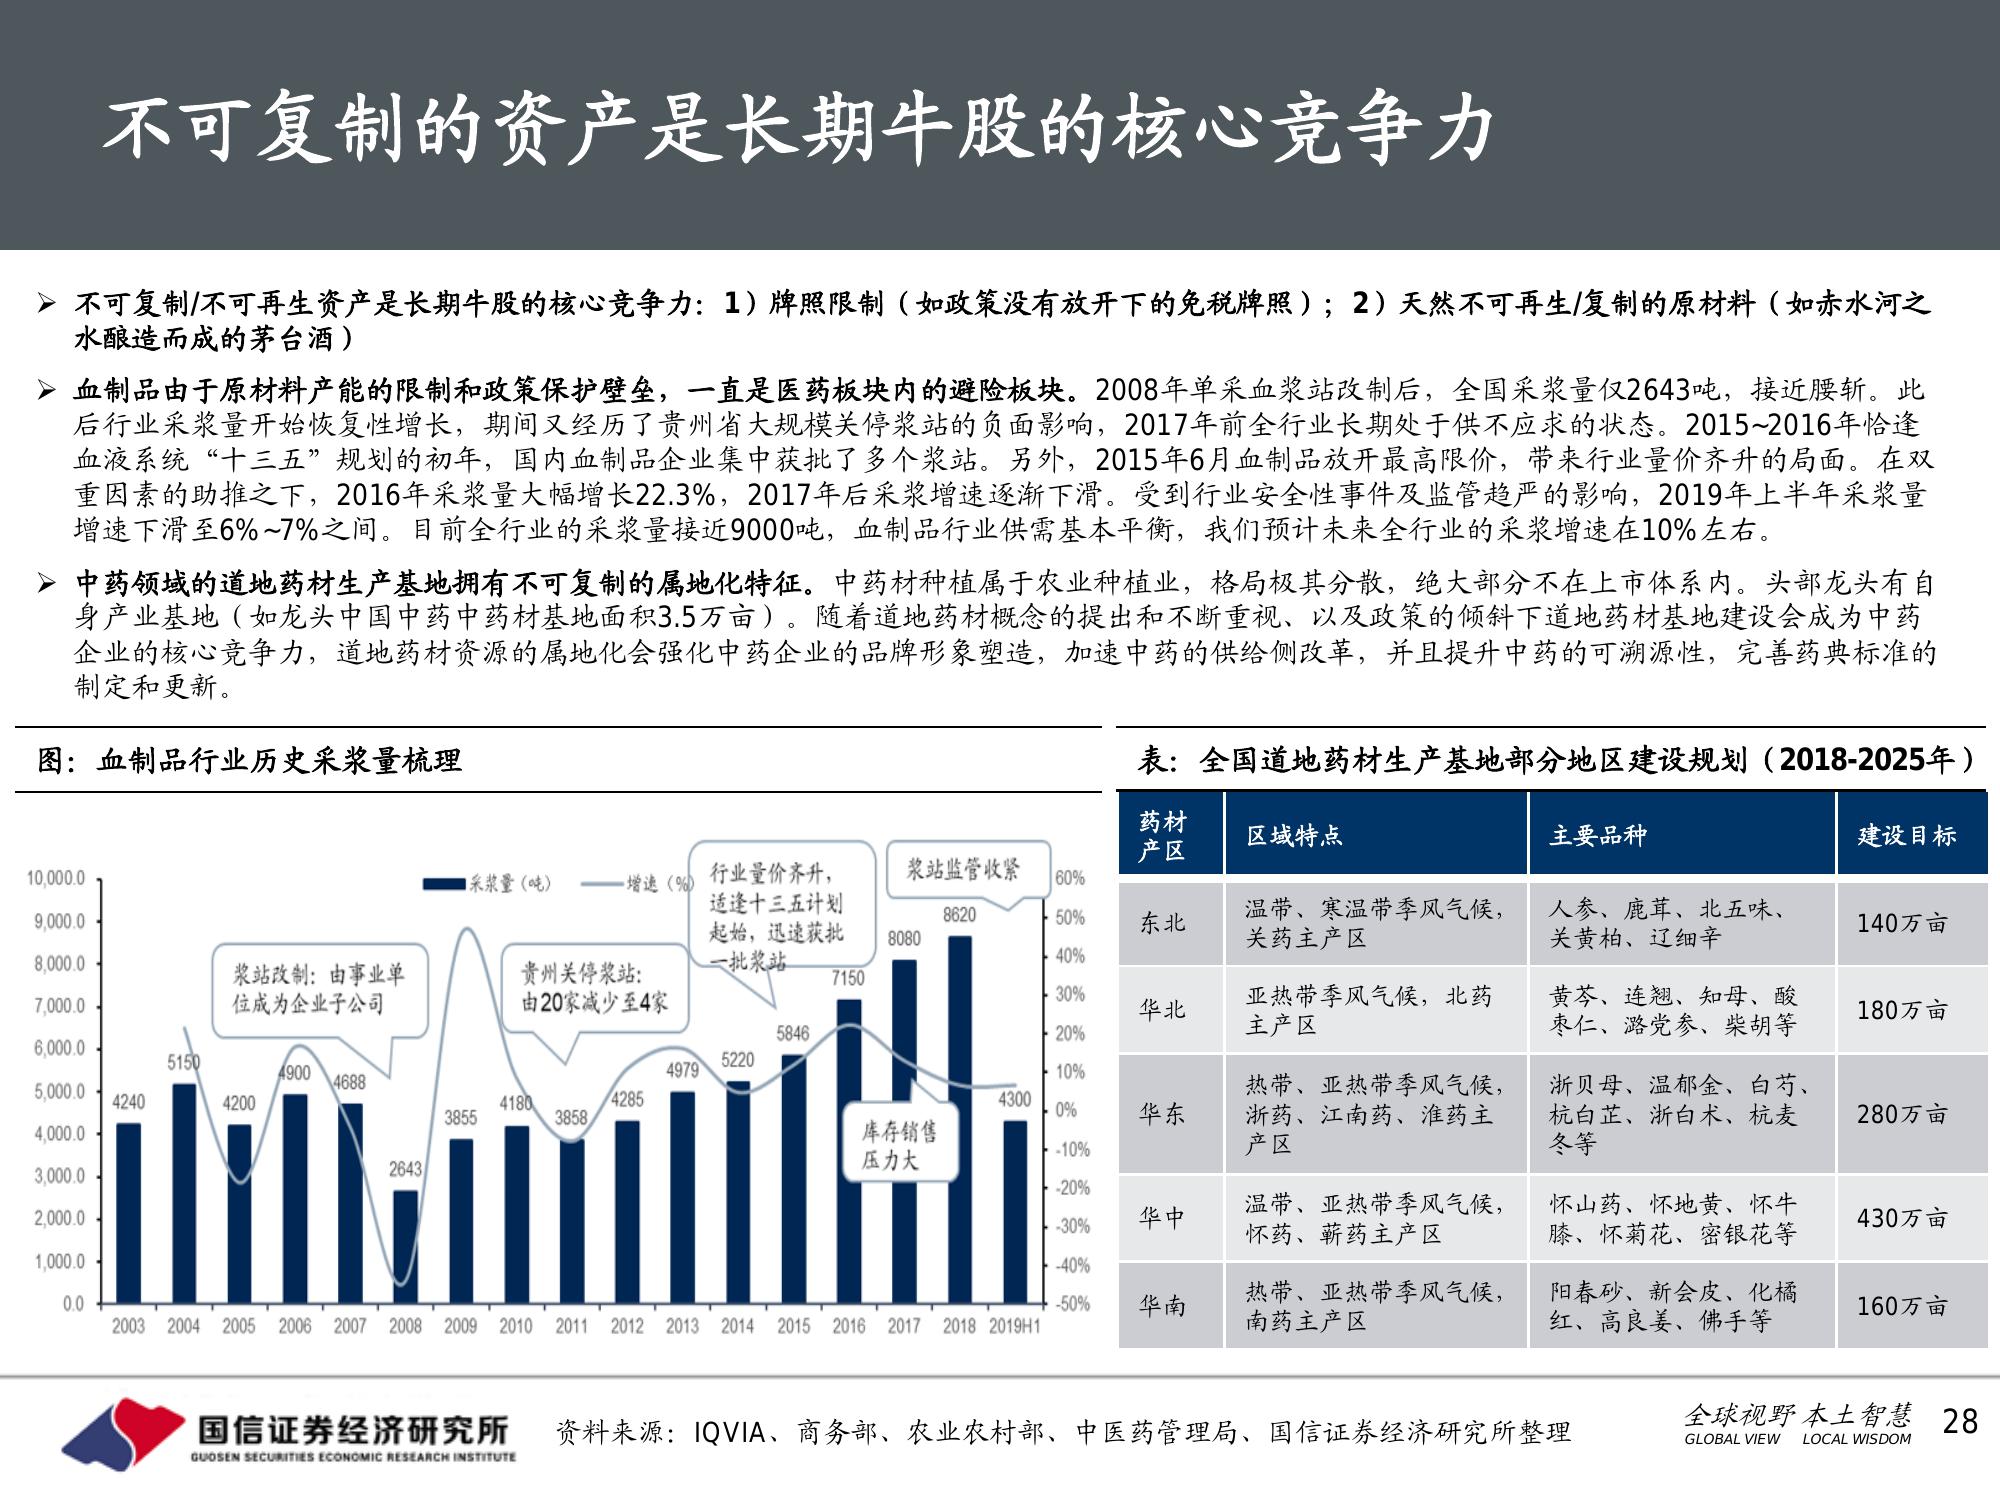 不可复制的资产是长期牛股的核心竞争力
➢ 不可复制/不可再生资产是长期牛股的核心竞争力：1）牌照限制（如政策没有放开下的免税牌照）；2）天然不可再生/复制的原材料（如赤水河之
水酿造而成的茅台酒）
➢ 血制品由于原材料产能的限制和政策保护壁垒，一直是医药板块内的避险板块。2008年单采血浆站改制后，全国采浆量仅2643吨，接近腰斩。此
后行业采浆量开始恢复性增长，期间又经历了贵州省大规模关停浆站的负面影响，2017年前全行业长期处于供不应求的状态。2015~2016年恰逢
血液系统“十三五”规划的初年，国内血制品企业集中获批了多个浆站。另外，2015年6月血制品放开最高限价，带来行业量价齐升的局面。在双
重因素的助推之下，2016年采浆量大幅增长22.3%，2017年后采浆增速逐渐下滑。受到行业安全性事件及监管趋严的影响，2019年上半年采浆量
增速下滑至6%~7%之间。目前全行业的采浆量接近9000吨，血制品行业供需基本平衡，我们预计未来全行业的采浆增速在10%左右。
➢ 中药领域的道地药材生产基地拥有不可复制的属地化特征。中药材种植属于农业种植业，格局极其分散，绝大部分不在上市体系内。头部龙头有自
身产业基地（如龙头中国中药中药材基地面积3.5万亩）。随着道地药材概念的提出和不断重视、以及政策的倾斜下道地药材基地建设会成为中药
企业的核心竞争力，道地药材资源的属地化会强化中药企业的品牌形象塑造，加速中药的供给侧改革，并且提升中药的可溯源性，完善药典标准的
制定和更新。
图：血制品行业历史采浆量梳理
采浆量（吨） 增速（%）
10,000.0
9,000.0
8,000.0
7,000.0
6,000.0
5,000.0
4,000.0
3,000.0
2,000.0
1,000.0
0.0
浆站改制：由事业单
位成为企业子公司
贵州关停浆站：
由20家减少至4家
行业量价齐升，
适逢十三五计划
起始，迅速获批
一批浆站
浆站监管收紧
库存销售
压力大
4240 5150 4200 4900 4688 2643 3855 4180 3858 4285 4979 5220 5846 7150 8080 8620 4300
60%
50%
40%
30%
20%
10%
0%
-10%
-20%
-30%
-40%
-50%
2003 2004 2005 2006 2007 2008 2009 2010 2011 2012 2013 2014 2015 2016 2017 2018 2019H1
表：全国道地药材生产基地部分地区建设规划（2018-2025年）
药材
产区
区域特点
主要品种
建设目标
东北
温带、寒温带季风气候，
关药主产区
人参、鹿茸、北五味、
关黄柏、辽细辛
140万亩
华北
亚热带季风气候，北药
主产区
黄芩、连翘、知母、酸
枣仁、潞党参、柴胡等
180万亩
华东
热带、亚热带季风气候，
浙药、江南药、淮药主
产区
浙贝母、温郁金、白芍、
杭白芷、浙白术、杭麦
冬等
280万亩
华中
温带、亚热带季风气候，
怀药、蕲药主产区
怀山药、怀地黄、怀牛
膝、怀菊花、密银花等
430万亩
华南
热带、亚热带季风气候，
南药主产区
阳春砂、新会皮、化橘
红、高良姜、佛手等
160万亩
国信证券经济研究所
GUOSEN SECURITIES ECONOMIC RESEARCH INSTITUTE
资料来源：IQVIA、商务部、农业农村部、中医药管理局、国信证券经济研究所整理
全球视野 本土智慧
GLOBAL VIEW LOCAL WISDOM
28